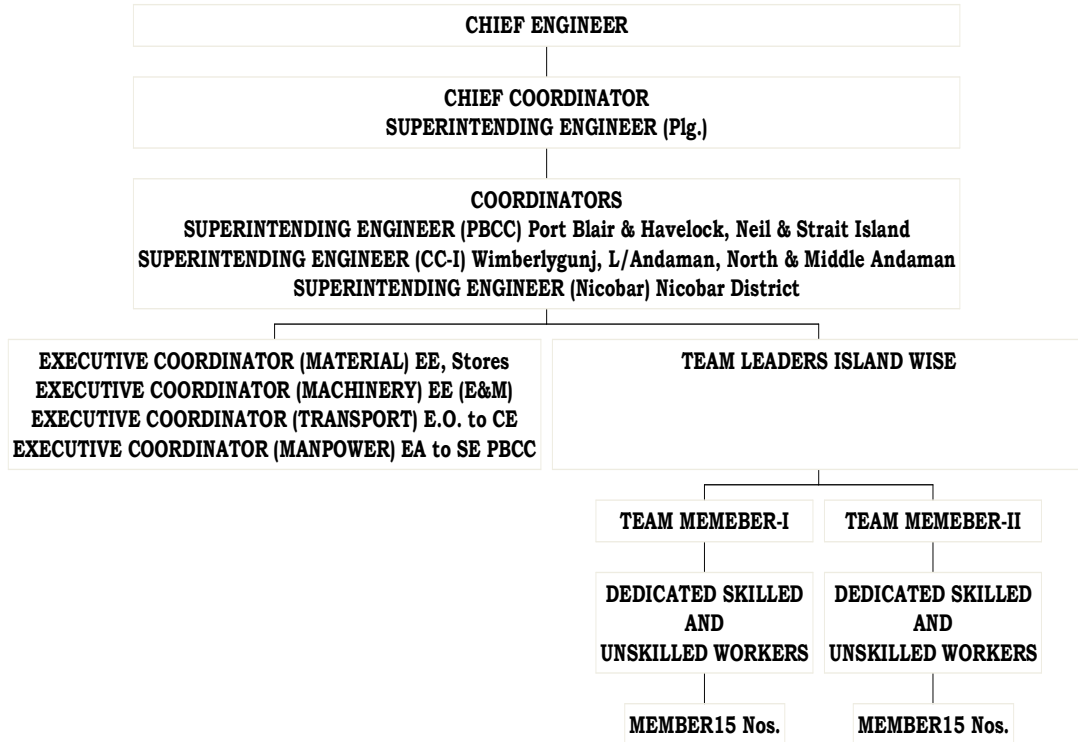 CHIEF ENGINEER
CHIEF COORDINATOR
SUPERINTENDING ENGINEER (Plg.)
COORDINATORS
SUPERINTENDING ENGINEER (PBCC) Port Blair & Havelock, Neil & Strait Island
SUPERINTENDING ENGINEER (CC-I) Wimberlygunj, L/Andaman, North & Middle Andaman
SUPERINTENDING ENGINEER (Nicobar) Nicobar District
EXECUTIVE COORDINATOR (MATERIAL) EE, Stores
EXECUTIVE COORDINATOR (MACHINERY) EE (E&M)
EXECUTIVE COORDINATOR (TRANSPORT) E.O. to CE
EXECUTIVE COORDINATOR (MANPOWER) EA to SE PBCC
TEAM LEADERS ISLAND WISE
TEAM MEMEBER-I
TEAM MEMEBER-II
DEDICATED SKILLED
AND
UNSKILLED WORKERS
DEDICATED SKILLED
AND
UNSKILLED WORKERS
MEMBER15 Nos.
MEMBER15 Nos.